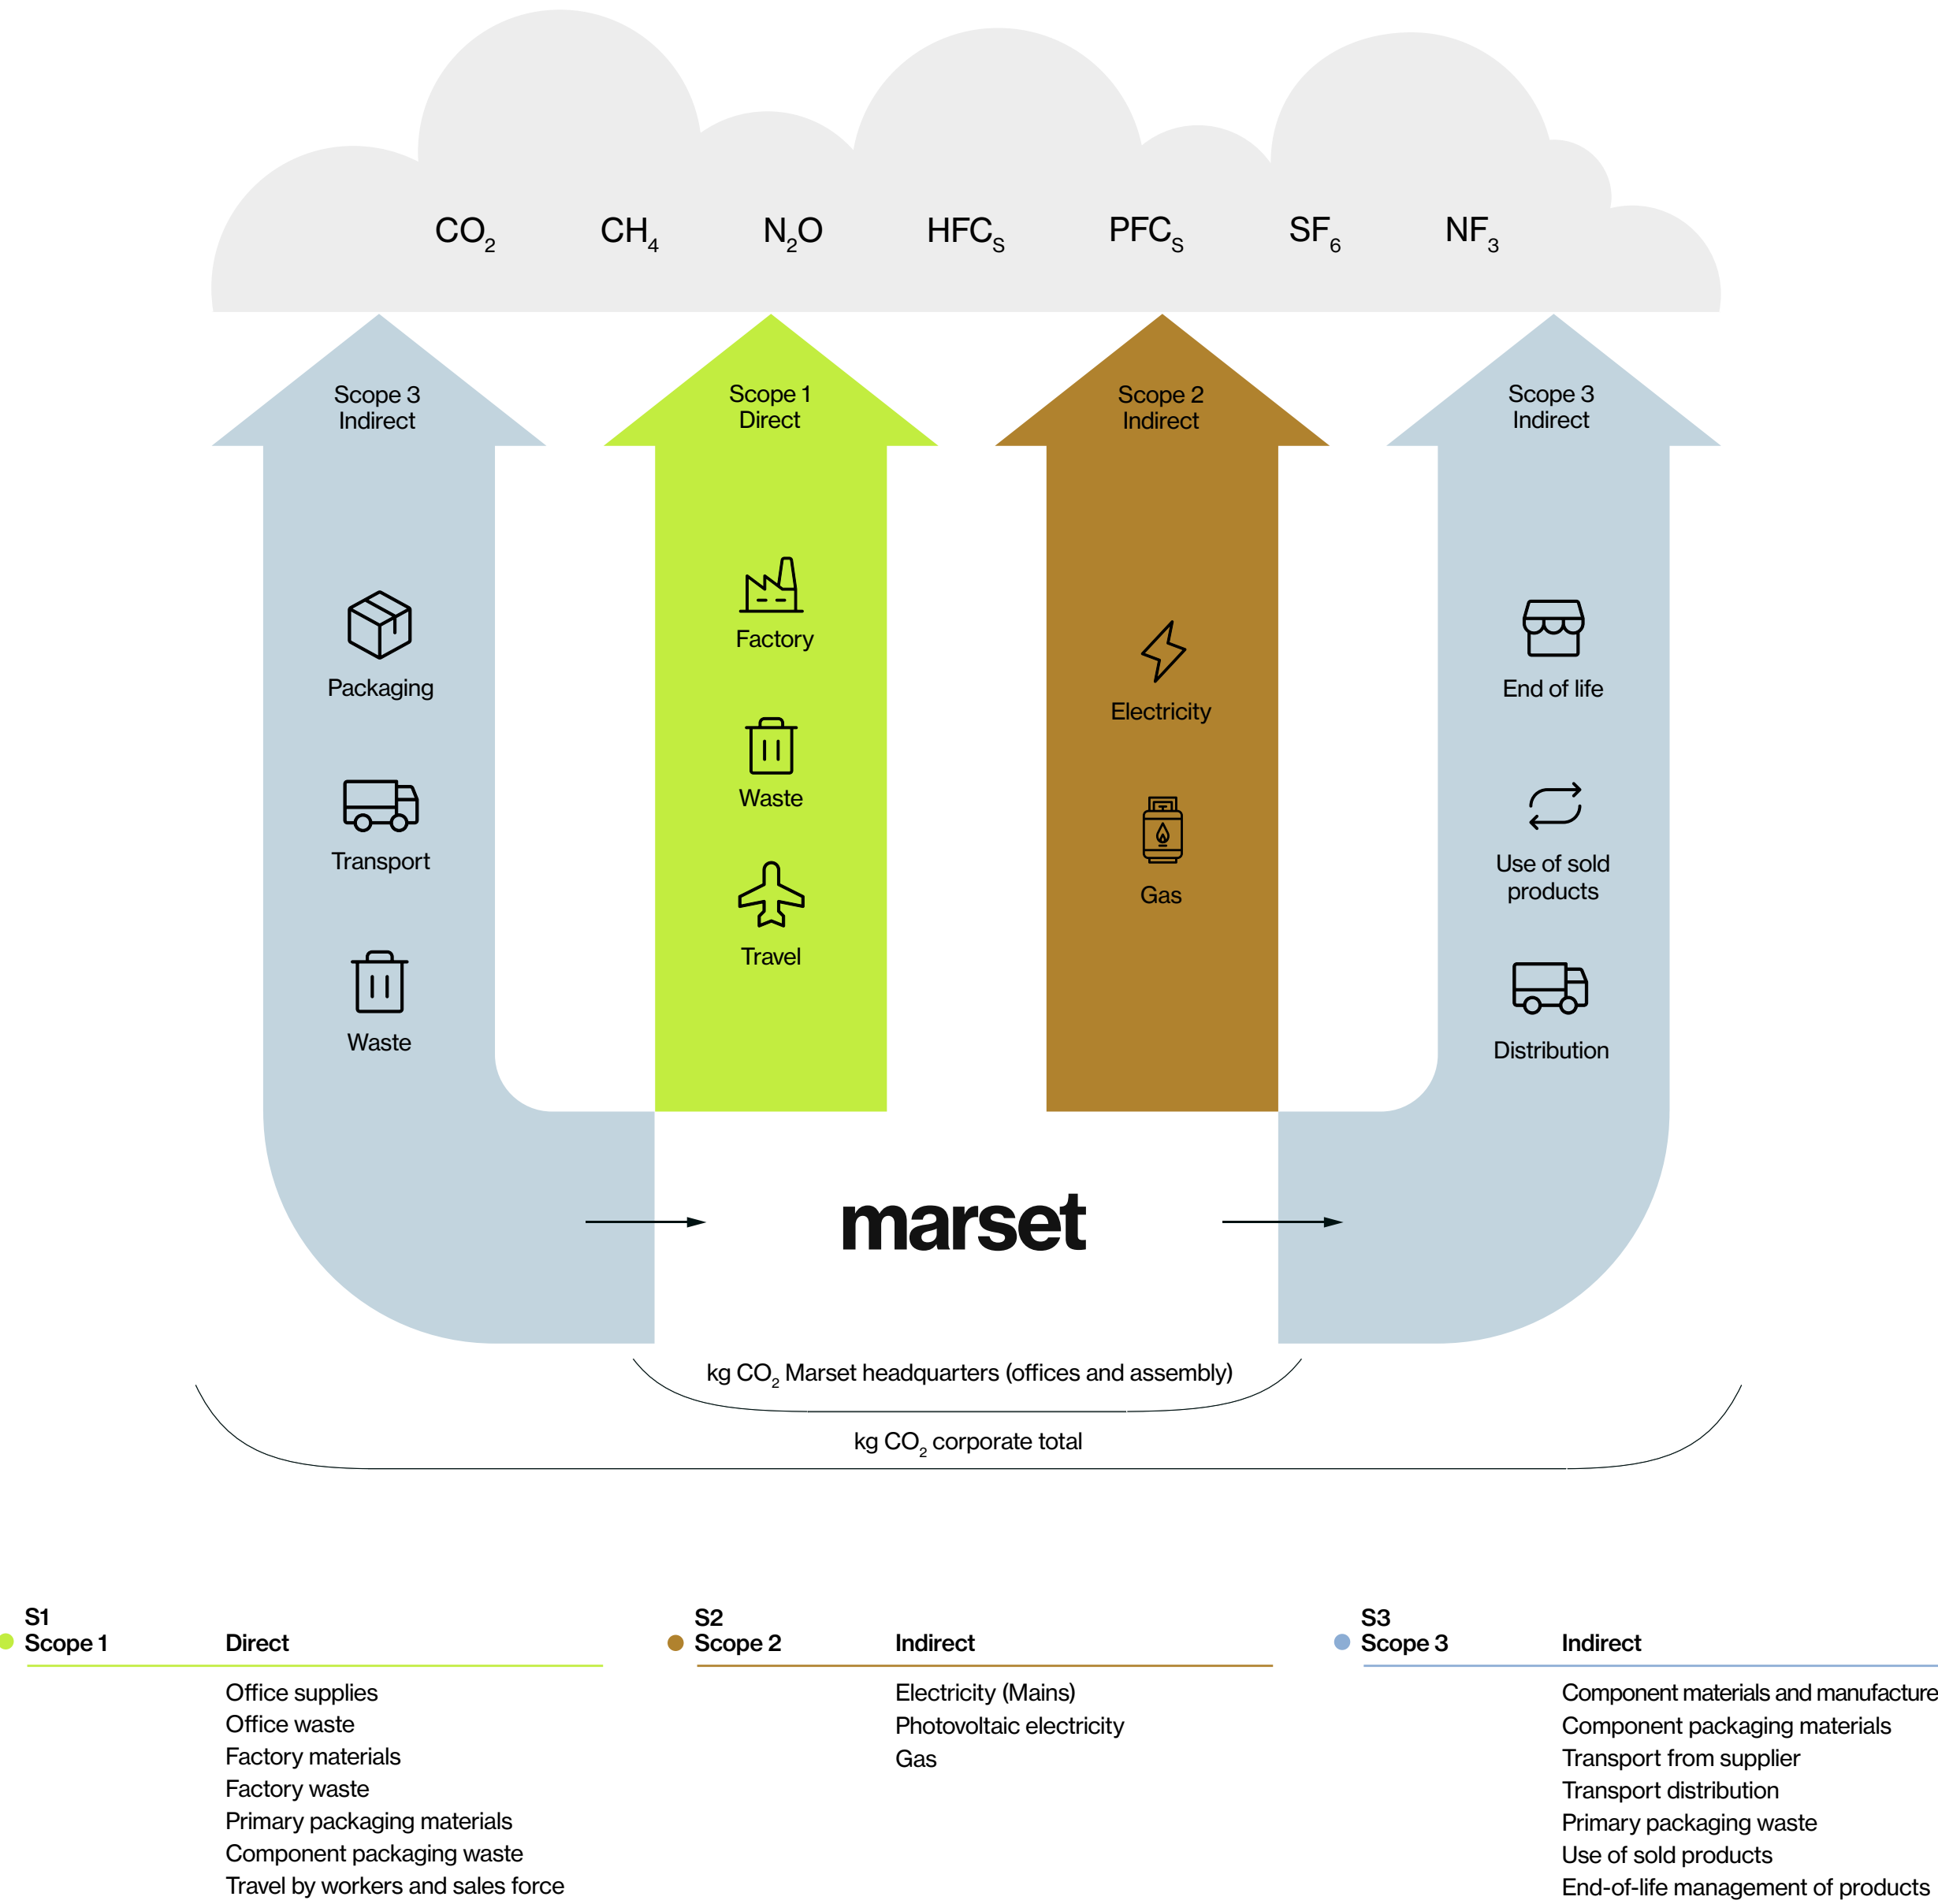 CO2 CH4 N2O HFCS PFCS SF6 NF3
Scope 3
Indirect
Packaging
Transport
Waste
Scope 1
Direct
Factory
Waste
Travel
Scope 2
Indirect
Electricity
Gas
Scope 3
Indirect
End of life
Use of sold
products
Distribution
marset
kg CO2 Marset headquarters (offices and assembly)
kg CO2 corporate total
S1
Scope 1 Direct
Office supplies
Office waste
Factory materials
Factory waste
Primary packaging materials
Component packaging waste
Travel by workers and sales force
S2
Scope 2 Indirect
Electricity (Mains)
Photovoltaic electricity
Gas
S3
Scope 3 Indirect
Component materials and manufacture
Component packaging materials
Transport from supplier
Transport distribution
Primary packaging waste
Use of sold products
End-of-life management of products